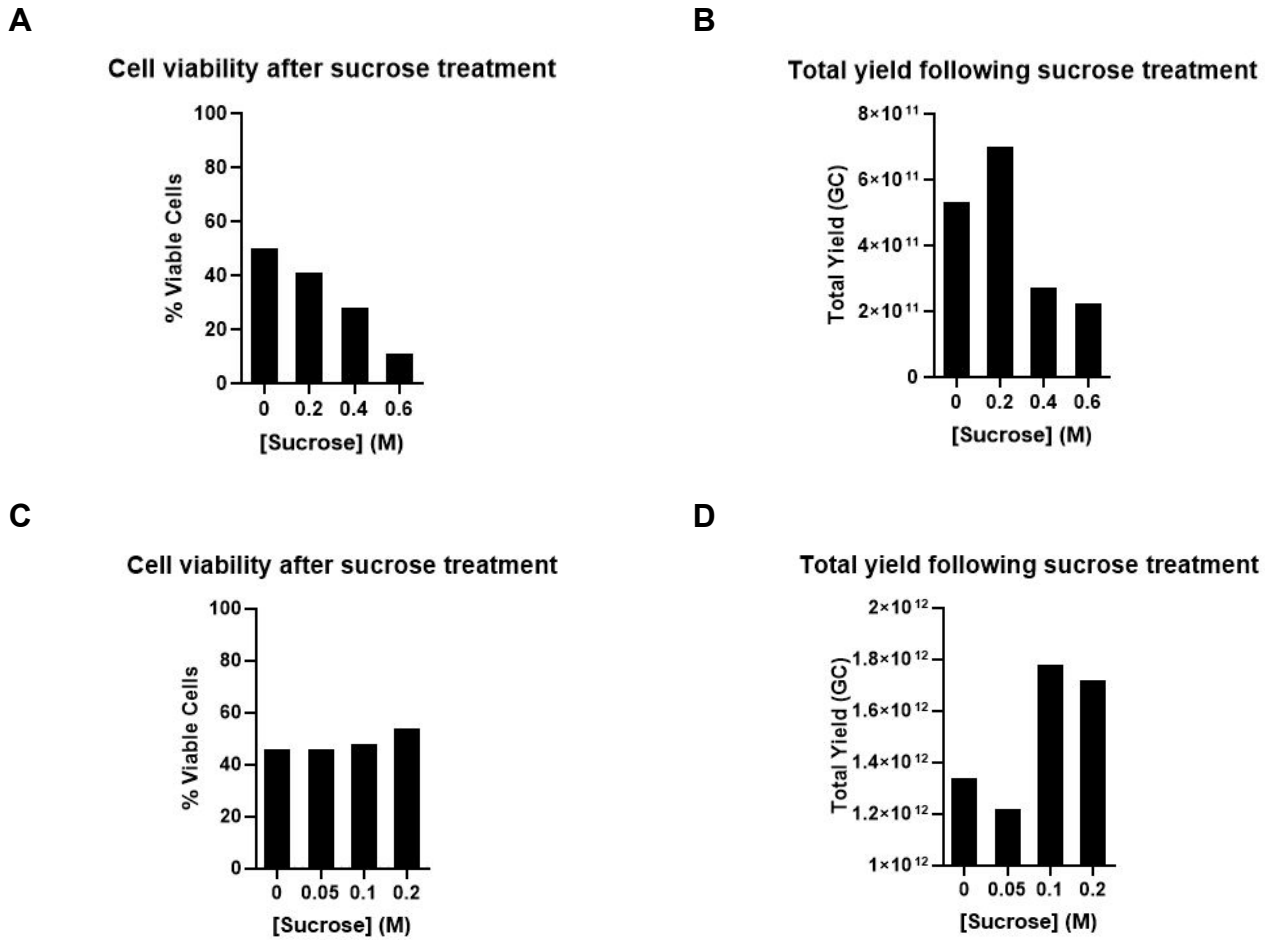 A
Cell viability after sucrose treatment
% Viable Cells
100
80
60
40
20
0
0 0.2 0.4 0.6
[Sucrose] (M)
B
Total yield following sucrose treatment
Total Yield (GC)
8×10¹¹
6×10¹¹
4×10¹¹
2×10¹¹
0
0 0.2 0.4 0.6
[Sucrose] (M)
C
Cell viability after sucrose treatment
% Viable Cells
100
80
60
40
20
0
0 0.05 0.1 0.2
[Sucrose] (M)
D
Total yield following sucrose treatment
Total Yield (GC)
2×10¹²
1.8×10¹²
1.6×10¹²
1.4×10¹²
1.2×10¹²
1×10¹²
0 0.05 0.1 0.2
[Sucrose] (M)